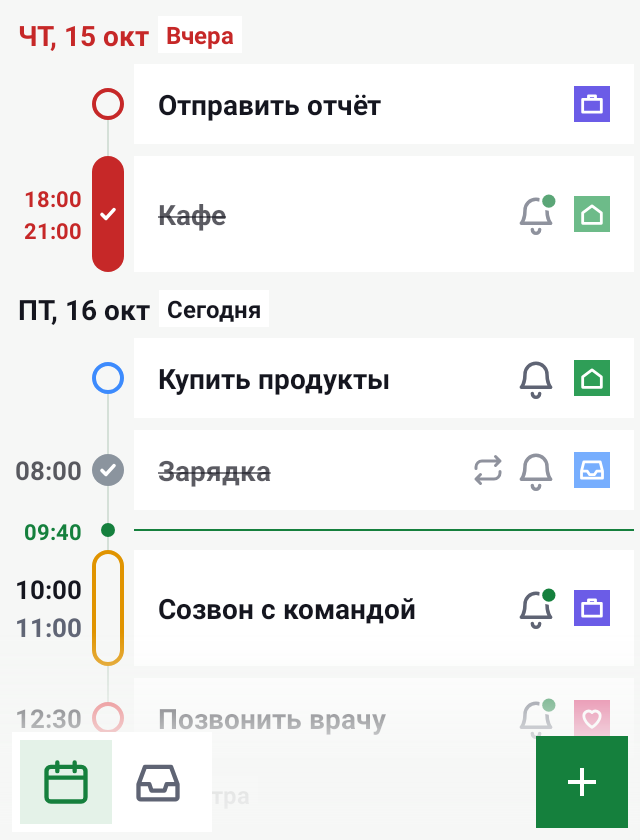 ЧТ, 15 окт Вчера
Отправить отчёт
18:00
21:00
Кафе
ПТ, 16 окт Сегодня
Купить продукты
08:00 Зарядка
09:40
10:00
11:00
Созвон с командой
12:30 Позвонить врачу